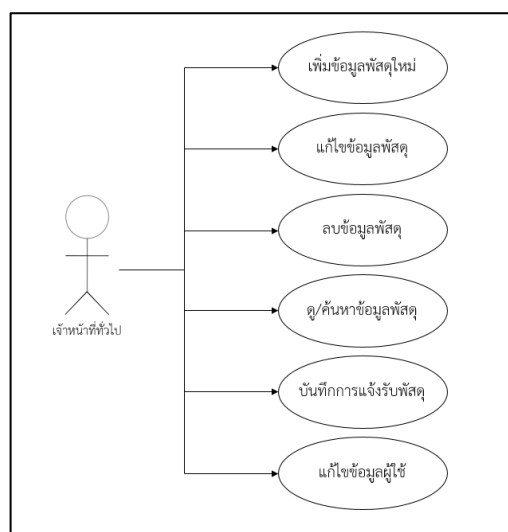 เพิ่มข้อมูลพัสดุใหม่
แก้ไขข้อมูลพัสดุ
ลบข้อมูลพัสดุ
ดู/ค้นหาข้อมูลพัสดุ
เจ้าหน้าที่ทั่วไป
บันทึกการแจ้งรับพัสดุ
แก้ไขข้อมูลผู้ใช้